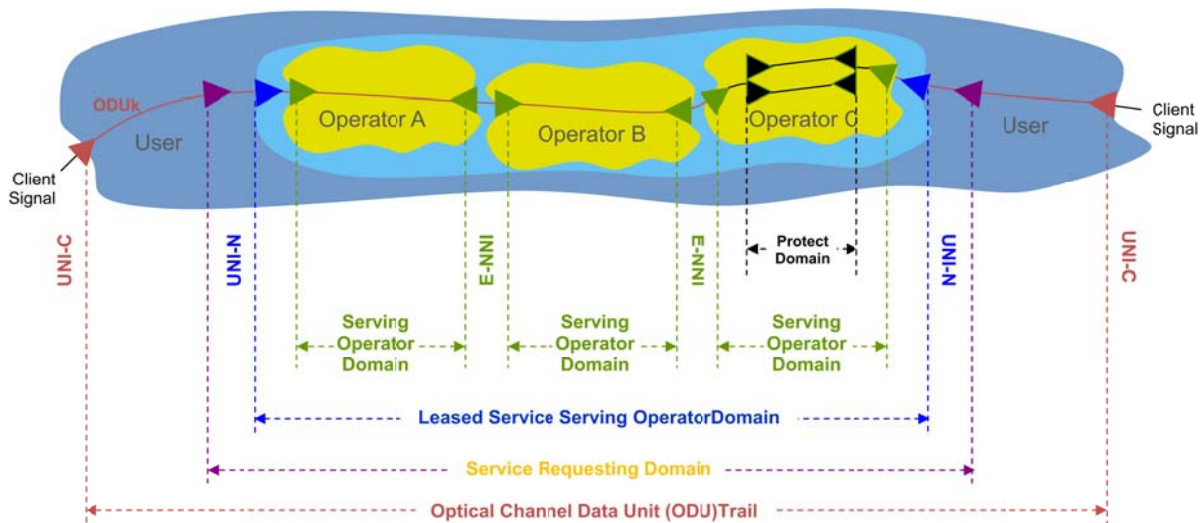 ODUk
User
Operator A
Operator B
Operator C
User
Client
Signal
Client
Signal
UNI-C
UNI-N
E-NNI
E-NNI
Protect
Domain
UNI-N
UNI-C
Serving
Operator
Domain
Serving
Operator
Domain
Serving
Operator
Domain
Leased Service Serving OperatorDomain
Service Requesting Domain
Optical Channel Data Unit (ODU)Trail